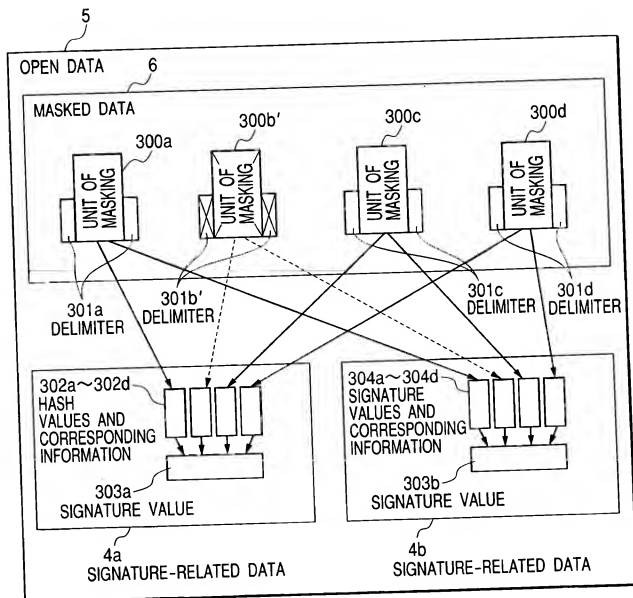 5
OPEN DATA
6
MASKED DATA
300a
300b'
300c
300d
UNIT OF
MASKING
UNIT OF
MASKING
UNIT OF
MASKING
UNIT OF
MASKING
301a
DELIMITER
301b'
DELIMITER
301c
DELIMITER
301d
DELIMITER
302a~302d
HASH
VALUES AND
CORRESPONDING
INFORMATION
303a
SIGNATURE VALUE
304a~304d
SIGNATURE
VALUES AND
CORRESPONDING
INFORMATION
303b
SIGNATURE VALUE
4a
SIGNATURE-RELATED DATA
4b
SIGNATURE-RELATED DATA